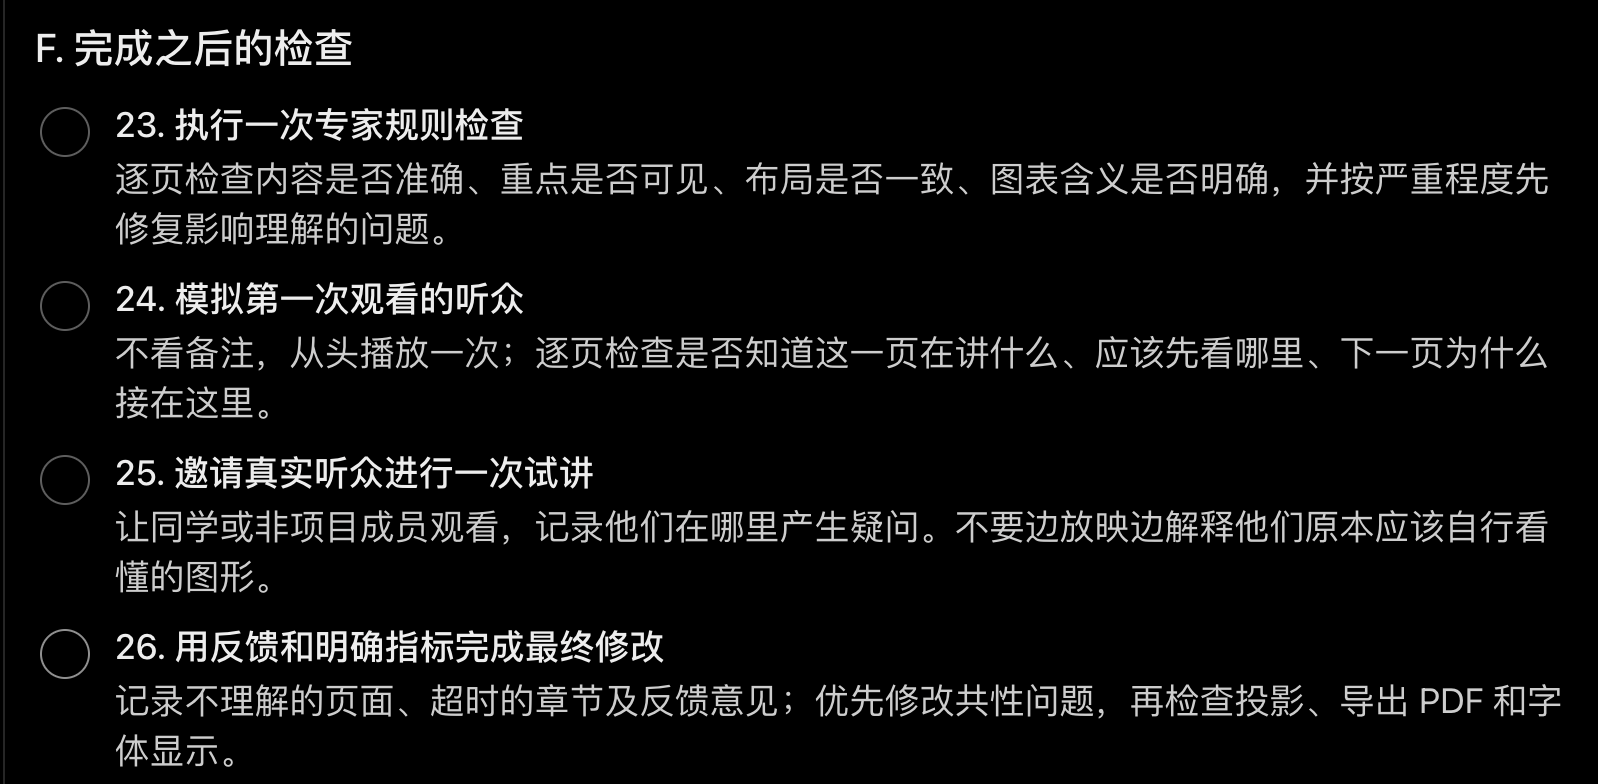 F. 完成之后的检查
23. 执行一次专家规则检查
逐页检查内容是否准确、重点是否可见、布局是否一致、图表含义是否明确，并按严重程度先
修复影响理解的问题。
24. 模拟第一次观看的听众
不看备注，从头播放一次；逐页检查是否知道这一页在讲什么、应该先看哪里、下一页为什么
接在这里。
25. 邀请真实听众进行一次试讲
让同学或非项目成员观看，记录他们在哪里产生疑问。不要边放映边解释他们原本应该自行看
懂的图形。
26. 用反馈和明确指标完成最终修改
记录不理解的页面、超时的章节及反馈意见；优先修改共性问题，再检查投影、导出 PDF 和字
体显示。